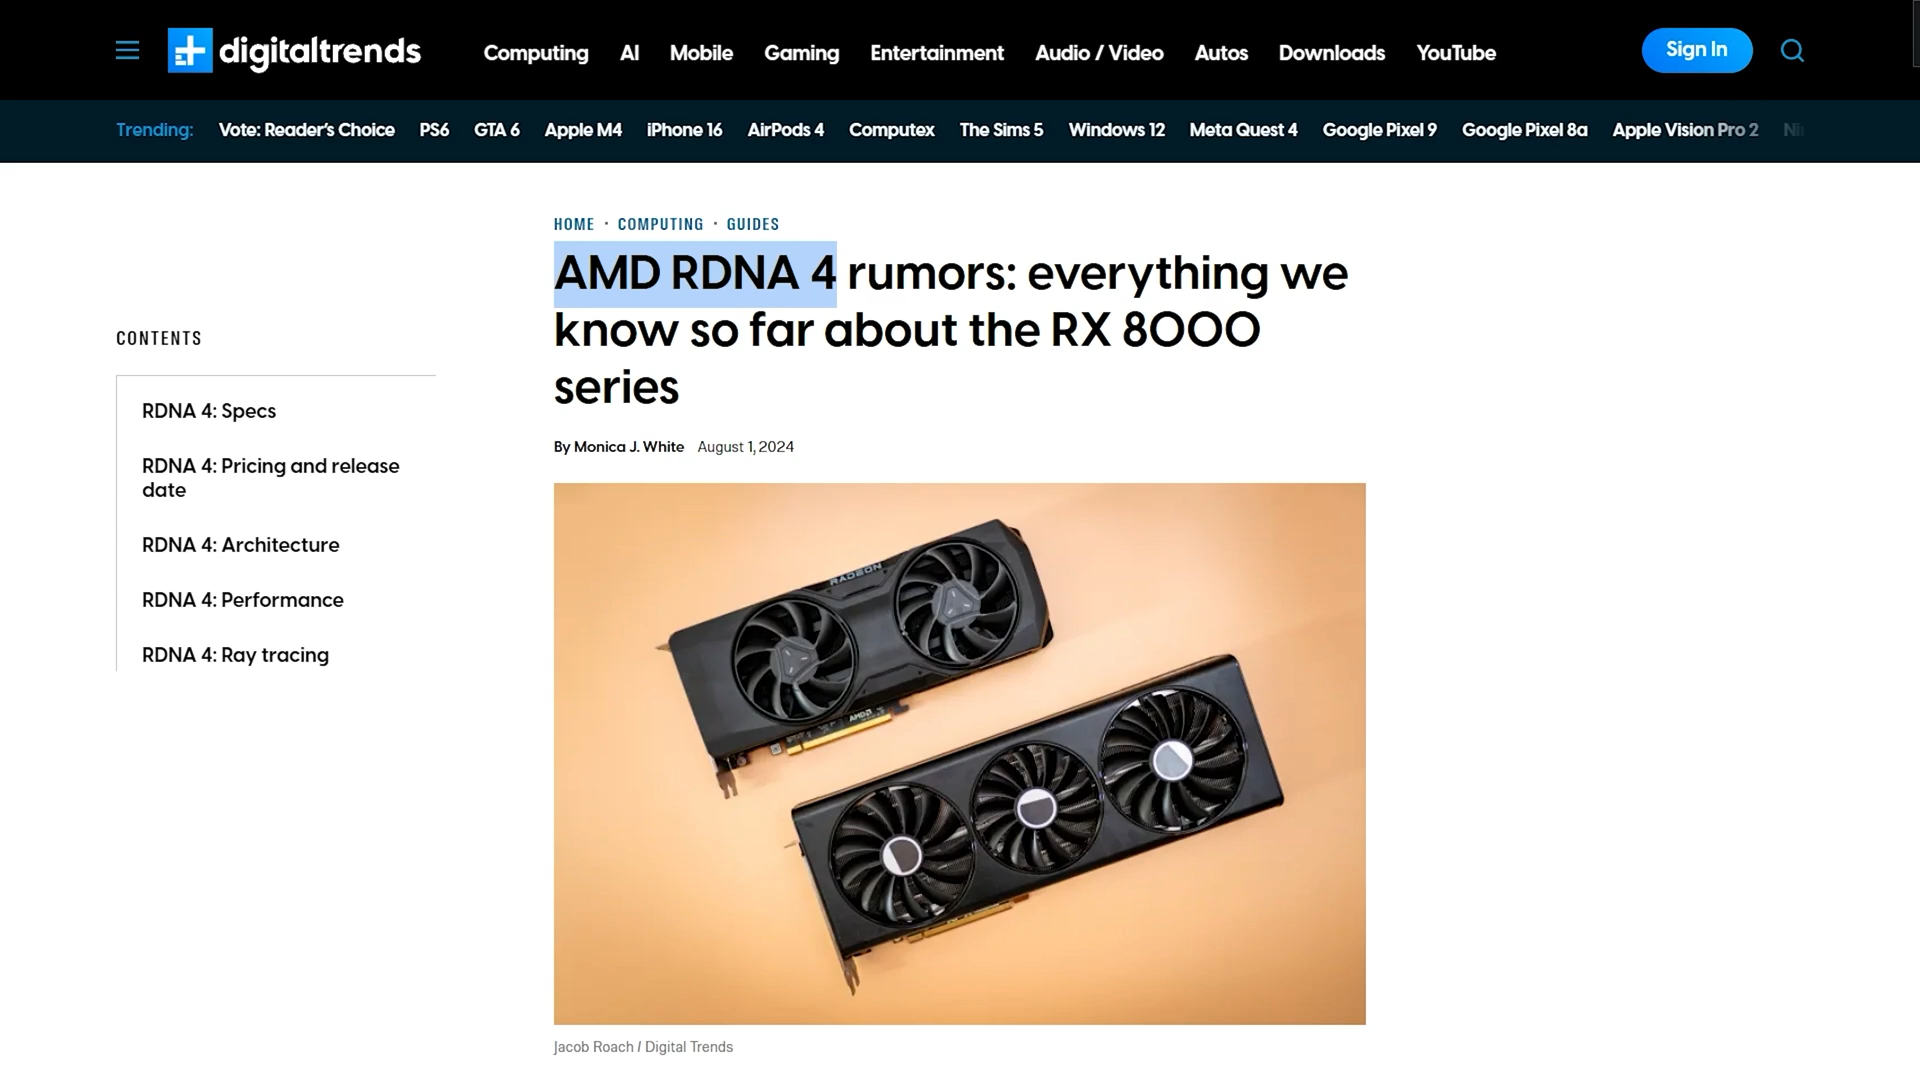 digitaltrends
Computing AI Mobile Gaming Entertainment Audio / Video Autos Downloads YouTube
Sign In
Trending: Vote: Reader's Choice PS6 GTA 6 Apple M4 iPhone 16 AirPods 4 Computex The Sims 5 Windows 12 Meta Quest 4 Google Pixel 9 Google Pixel 8a Apple Vision Pro 2
HOME · COMPUTING · GUIDES
AMD RDNA 4 rumors: everything we
know so far about the RX 8000
series
By Monica J. White August 1, 2024
CONTENTS
RDNA 4: Specs
RDNA 4: Pricing and release
date
RDNA 4: Architecture
RDNA 4: Performance
RDNA 4: Ray tracing
RADEON
AMD
Jacob Roach / Digital Trends